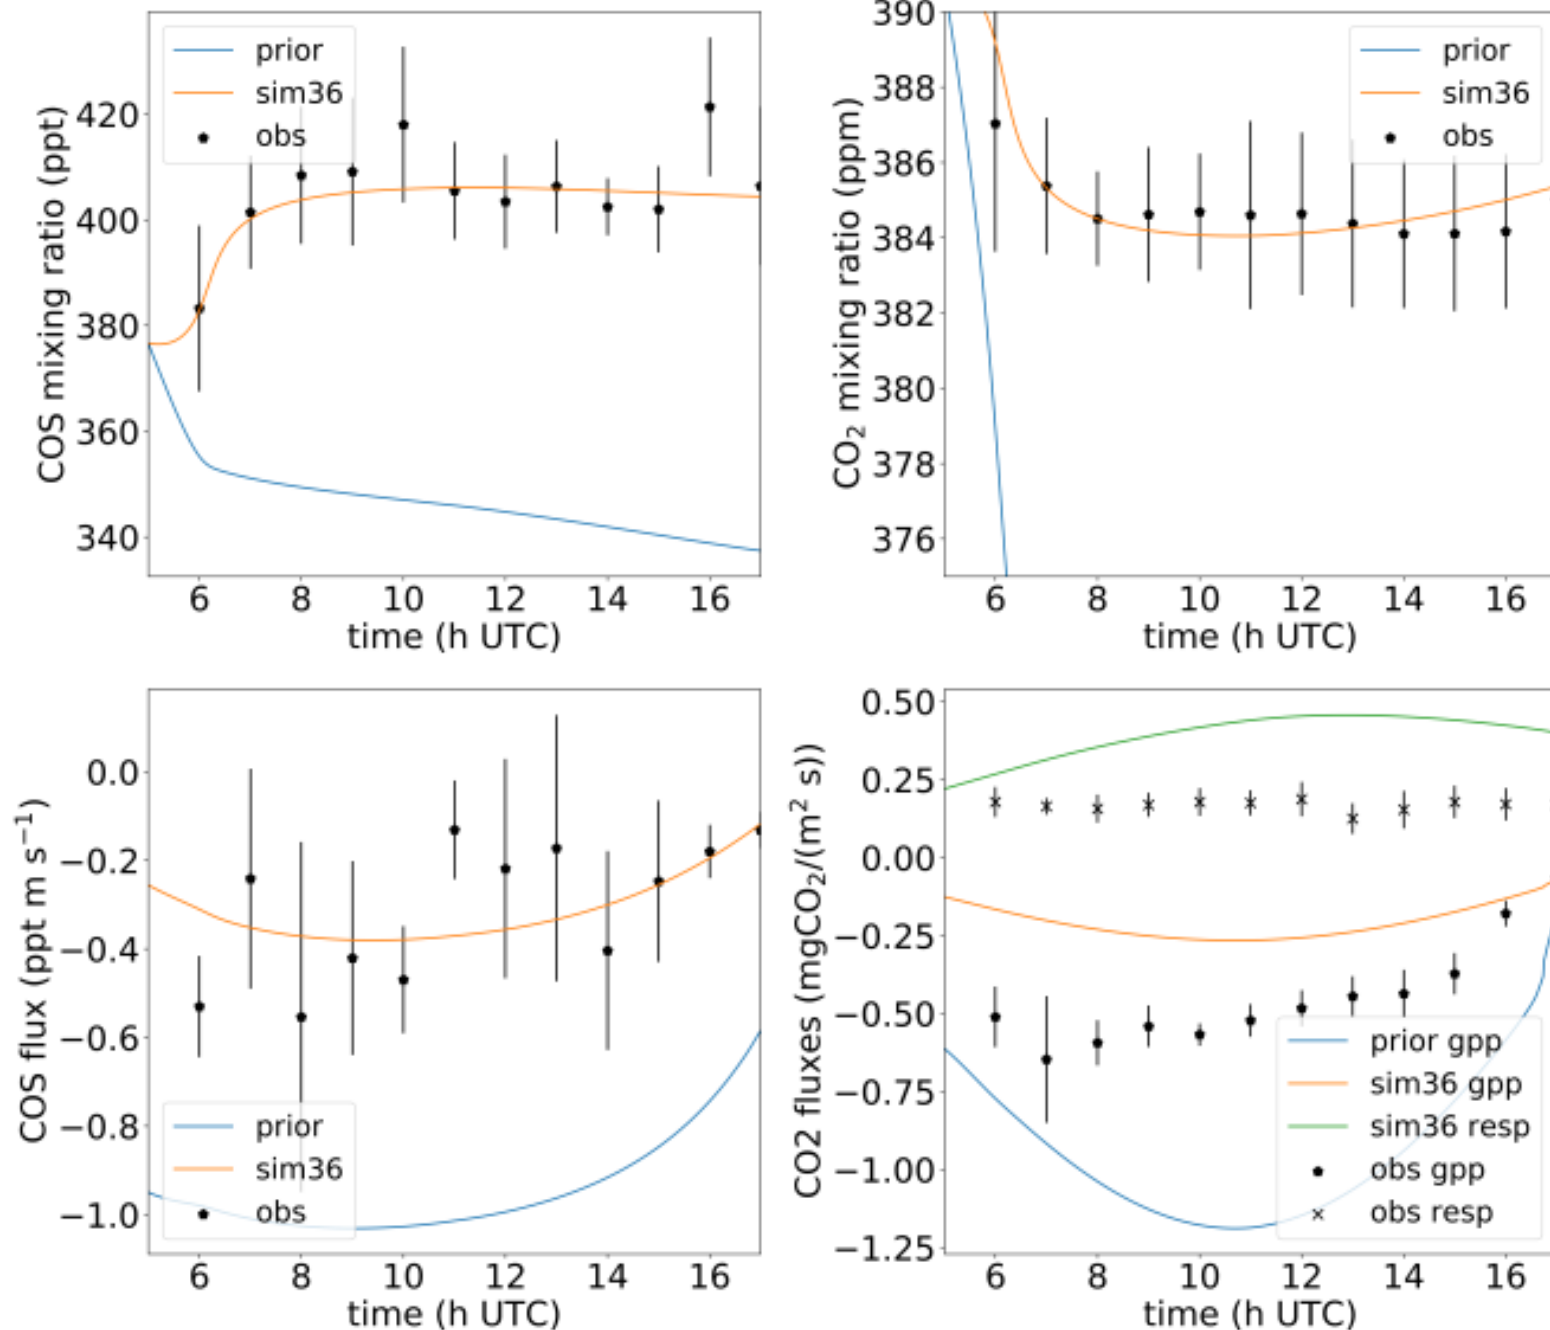 COS mixing ratio (ppt)
420
400
380
360
340
prior
sim36
obs
6 8 10 12 14 16
time (h UTC)
CO₂ mixing ratio (ppm)
390
388
386
384
382
380
378
376
prior
sim36
obs
6 8 10 12 14 16
time (h UTC)
COS flux (ppt m s⁻¹)
0.0
−0.2
−0.4
−0.6
−0.8
−1.0
prior
sim36
obs
6 8 10 12 14 16
time (h UTC)
CO2 fluxes (mgCO₂/(m² s))
0.50
0.25
0.00
−0.25
−0.50
−0.75
−1.00
−1.25
prior gpp
sim36 gpp
sim36 resp
obs gpp
obs resp
6 8 10 12 14 16
time (h UTC)